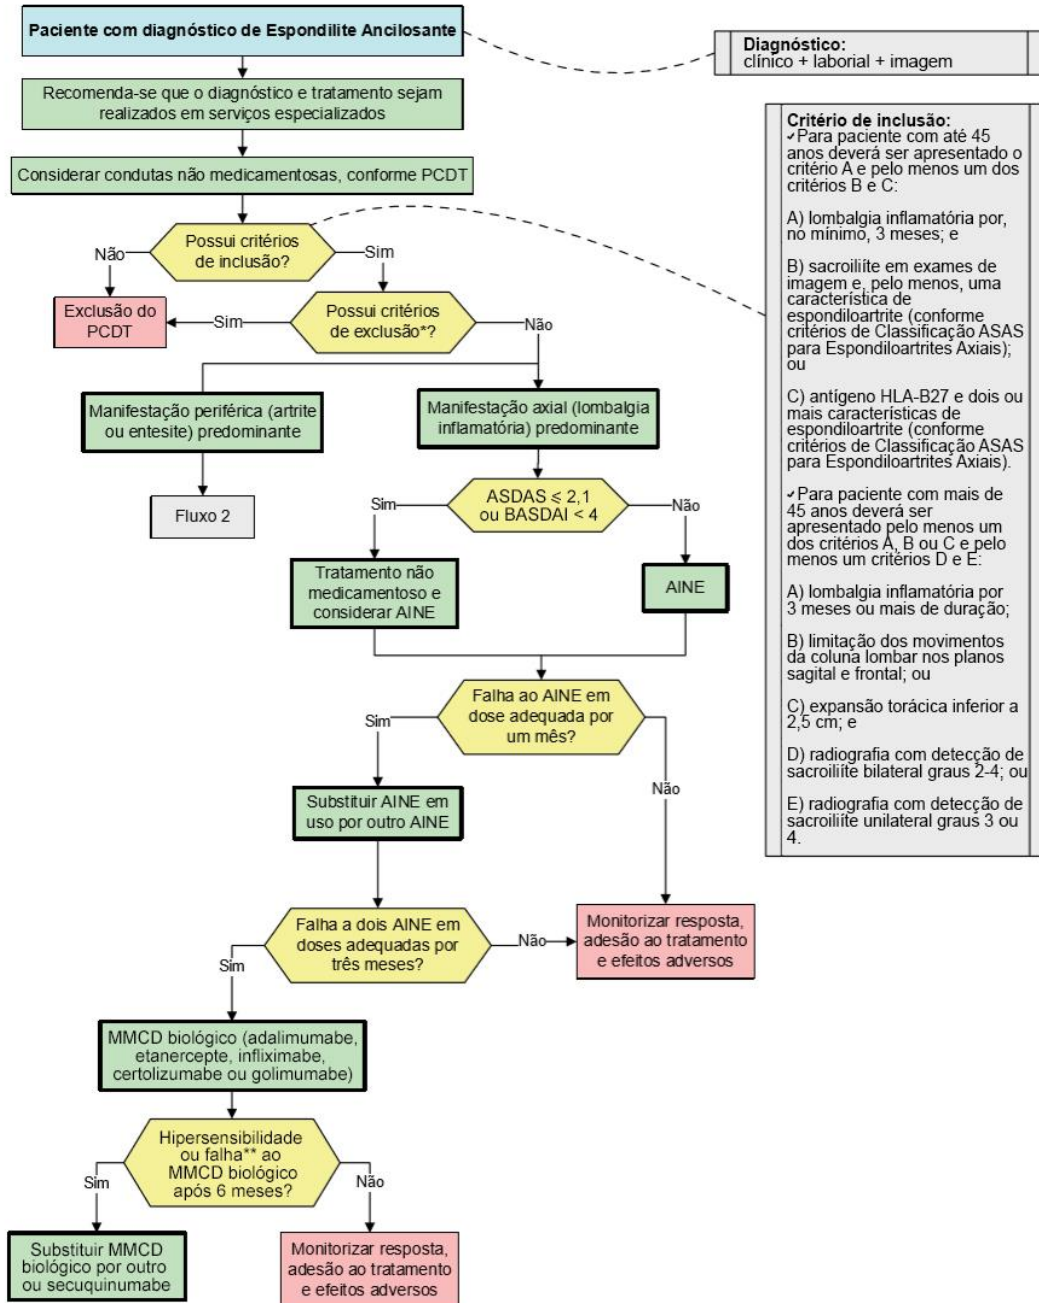 Paciente com diagnóstico de Espondilite Ancilosante
Diagnóstico:
clínico + laborial + imagem
Recomenda-se que o diagnóstico e tratamento sejam
realizados em serviços especializados
Considerar condutas não medicamentosas, conforme PCDT
Possui critérios
de inclusão?
Não
Sim
Exclusão do
PCDT
Possui critérios
de exclusão*?
Sim
Não
Manifestação periférica (artrite
ou entesite) predominante
Manifestação axial (lombalgia
inflamatória) predominante
Fluxo 2
ASDAS ⩽ 2,1
ou BASDAI < 4
Sim
Não
Tratamento não
medicamentoso e
considerar AINE
AINE
Falha ao AINE em
dose adequada por
um mês?
Sim
Não
Substituir AINE em
uso por outro AINE
Falha a dois AINE em
doses adequadas por
três meses?
Não
Sim
Monitorizar resposta,
adesão ao tratamento
e efeitos adversos
MMCD biológico (adalimumabe,
etanercepte, infliximabe,
certolizumabe ou golimumabe)
Hipersensibilidade
ou falha** ao
MMCD biológico
após 6 meses?
Sim
Não
Substituir MMCD
biológico por outro
ou secuquinumabe
Monitorizar resposta,
adesão ao tratamento
e efeitos adversos
Critério de inclusão:
✓Para paciente com até 45
anos deverá ser apresentado o
critério A e pelo menos um dos
critérios B e C:
A) lombalgia inflamatória por,
no mínimo, 3 meses; e
B) sacroiliíte em exames de
imagem e, pelo menos, uma
característica de
espondiloartrite (conforme
critérios de Classificação ASAS
para Espondiloartrites Axiais);
ou
C) antígeno HLA-B27 e dois ou
mais características de
espondiloartrite (conforme
critérios de Classificação ASAS
para Espondiloartrites Axiais).
✓Para paciente com mais de
45 anos deverá ser
apresentado pelo menos um
dos critérios A, B ou C e pelo
menos um critérios D e E:
A) lombalgia inflamatória por
3 meses ou mais de duração;
B) limitação dos movimentos
da coluna lombar nos planos
sagital e frontal; ou
C) expansão torácica inferior a
2,5 cm; e
D) radiografia com detecção de
sacroiliíte bilateral graus 2-4; ou
E) radiografia com detecção de
sacroiliíte unilateral graus 3 ou
4.